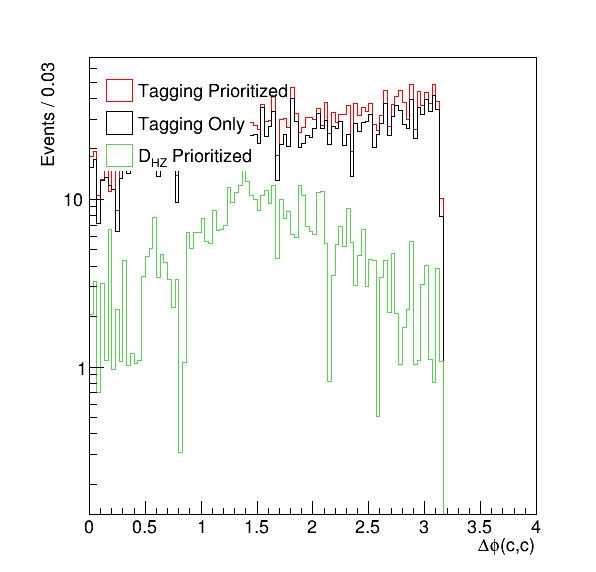 Events / 0.03
Tagging Prioritized
Tagging Only
D_HZ Prioritized
10
1
0 0.5 1 1.5 2 2.5 3 3.5 4
Δϕ(c,c)